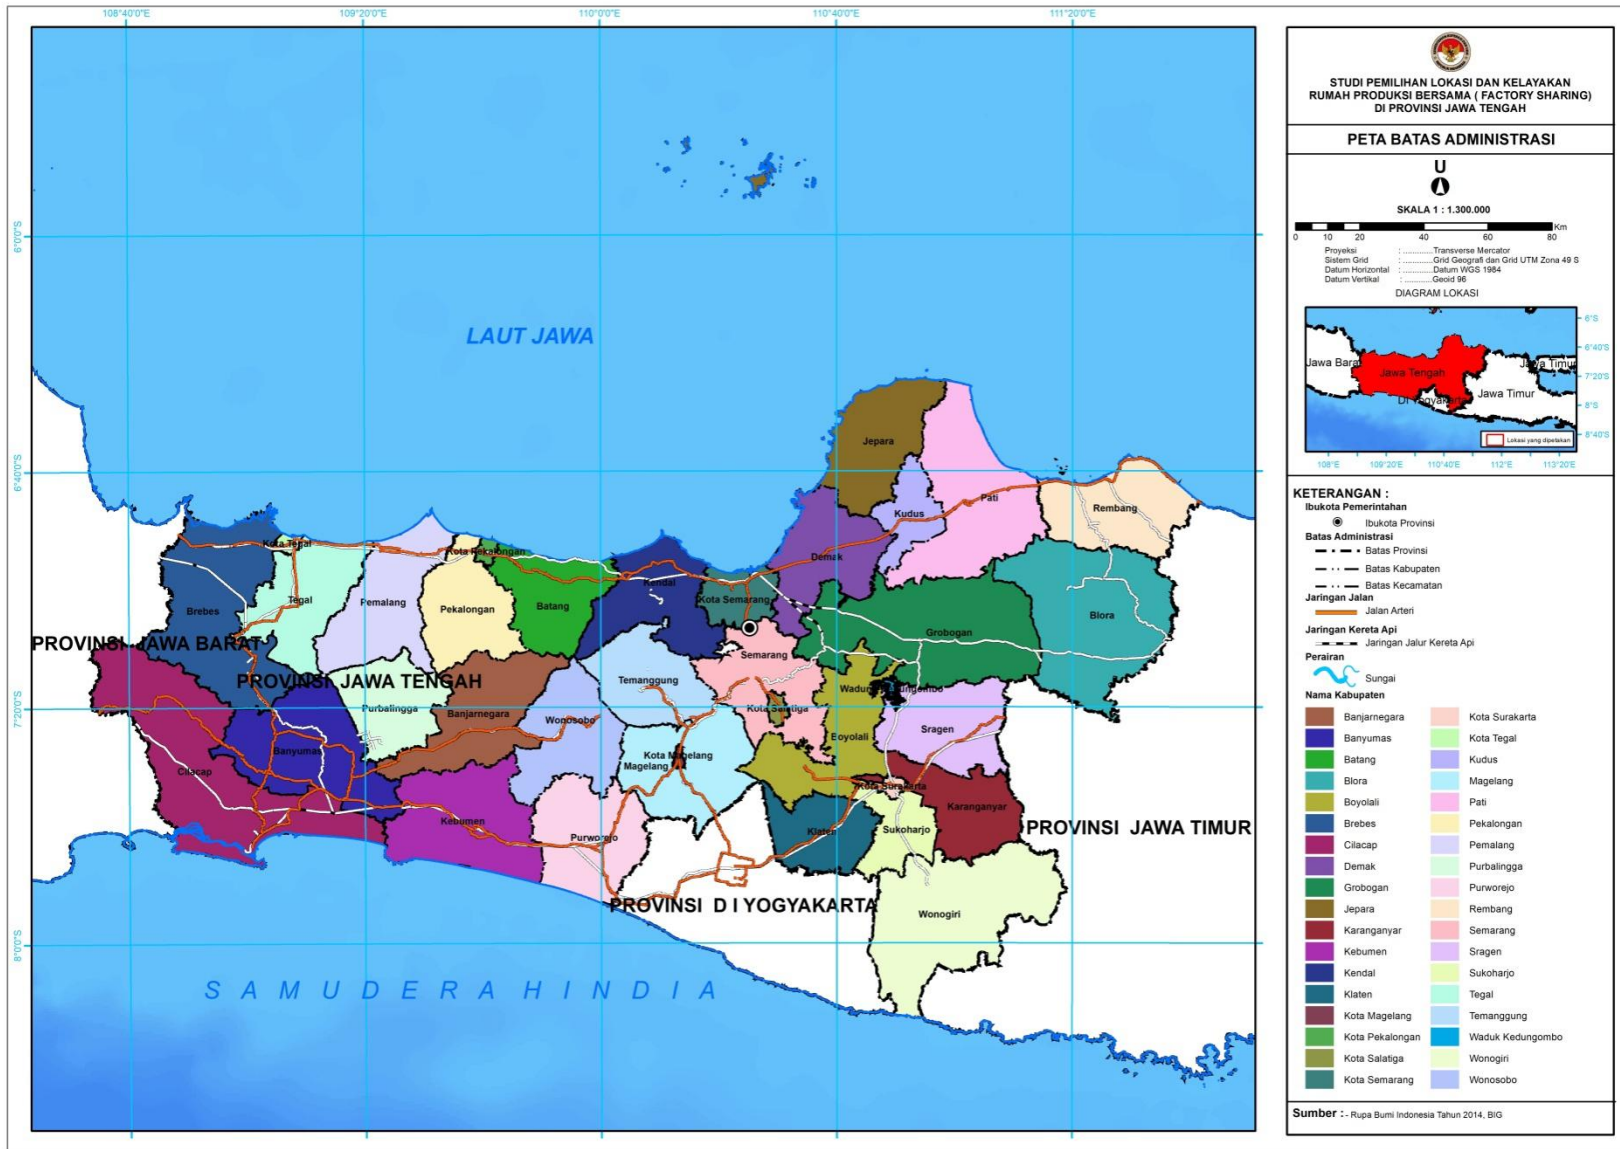 108°40'0"E
109°20'0"E
110°0'0"E
110°40'0"E
111°20'0"E
6°0'0"S
6°40'0"S
7°20'0"S
8°0'0"S
LAUT JAWA
Jepara
Pati
Kudus
Rembang
Demak
Kota Tegal
Kota Pekalongan
Kendal
Kota Semarang
Brebes
Tegal
Pemalang
Pekalongan
Batang
Grobogan
Blora
PROVINSI JAWA BARAT
PROVINSI JAWA TENGAH
Semarang
Temanggung
Purbalingga
Banjarnegara
Wonosobo
Kota Salatiga
Boyolali
Sragen
Banyumas
Cilacap
Kota Magelang
Magelang
Kota Surakarta
Karanganyar
Kebumen
Purworejo
Klaten
Sukoharjo
PROVINSI JAWA TIMUR
PROVINSI D I YOGYAKARTA
Wonogiri
SAMUDERA HINDIA
STUDI PEMILIHAN LOKASI DAN KELAYAKAN
RUMAH PRODUKSI BERSAMA ( FACTORY SHARING)
DI PROVINSI JAWA TENGAH
PETA BATAS ADMINISTRASI
U
SKALA 1 : 1.300.000
Km
0 10 20 40 60 80
Proyeksi : ............Transverse Mercator
Sistem Grid : ............Grid Geografi dan Grid UTM Zona 49 S
Datum Horizontal : ............Datum WGS 1984
Datum Vertikal : ............Geoid 96
DIAGRAM LOKASI
Jawa Barat
Jawa Tengah
DI Yogyakarta
Jawa Timur
Jawa Timur
Lokasi yang dipetakan
6°S
6°40'S
7°20'S
8°S
8°40'S
108°E
109°20'E
110°40'E
112°E
113°20'E
KETERANGAN :
Ibukota Pemerintahan
Ibukota Provinsi
Batas Administrasi
Batas Provinsi
Batas Kabupaten
Batas Kecamatan
Jaringan Jalan
Jalan Arteri
Jaringan Kereta Api
Jaringan Jalur Kereta Api
Perairan
Sungai
Nama Kabupaten
Banjarnegara
Banyumas
Batang
Blora
Boyolali
Brebes
Cilacap
Demak
Grobogan
Jepara
Karanganyar
Kebumen
Kendal
Klaten
Kota Magelang
Kota Pekalongan
Kota Salatiga
Kota Semarang
Kota Surakarta
Kota Tegal
Kudus
Magelang
Pati
Pekalongan
Pemalang
Purbalingga
Purworejo
Rembang
Semarang
Sragen
Sukoharjo
Tegal
Temanggung
Waduk Kedungombo
Wonogiri
Wonosobo
Sumber : - Rupa Bumi Indonesia Tahun 2014, BIG